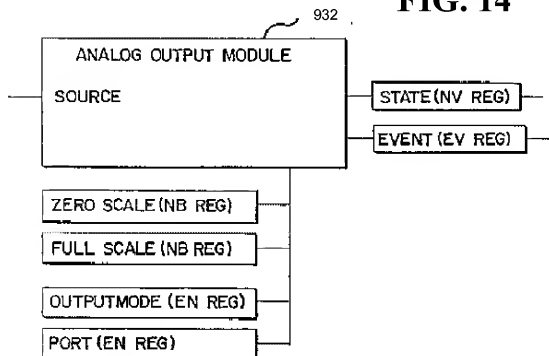 FIG. 14
932
ANALOG OUTPUT MODULE
SOURCE
STATE(NV REG)
EVENT(EV REG)
ZERO SCALE(NB REG)
FULL SCALE(NB REG)
OUTPUTMODE (EN REG)
PORT(EN REG)